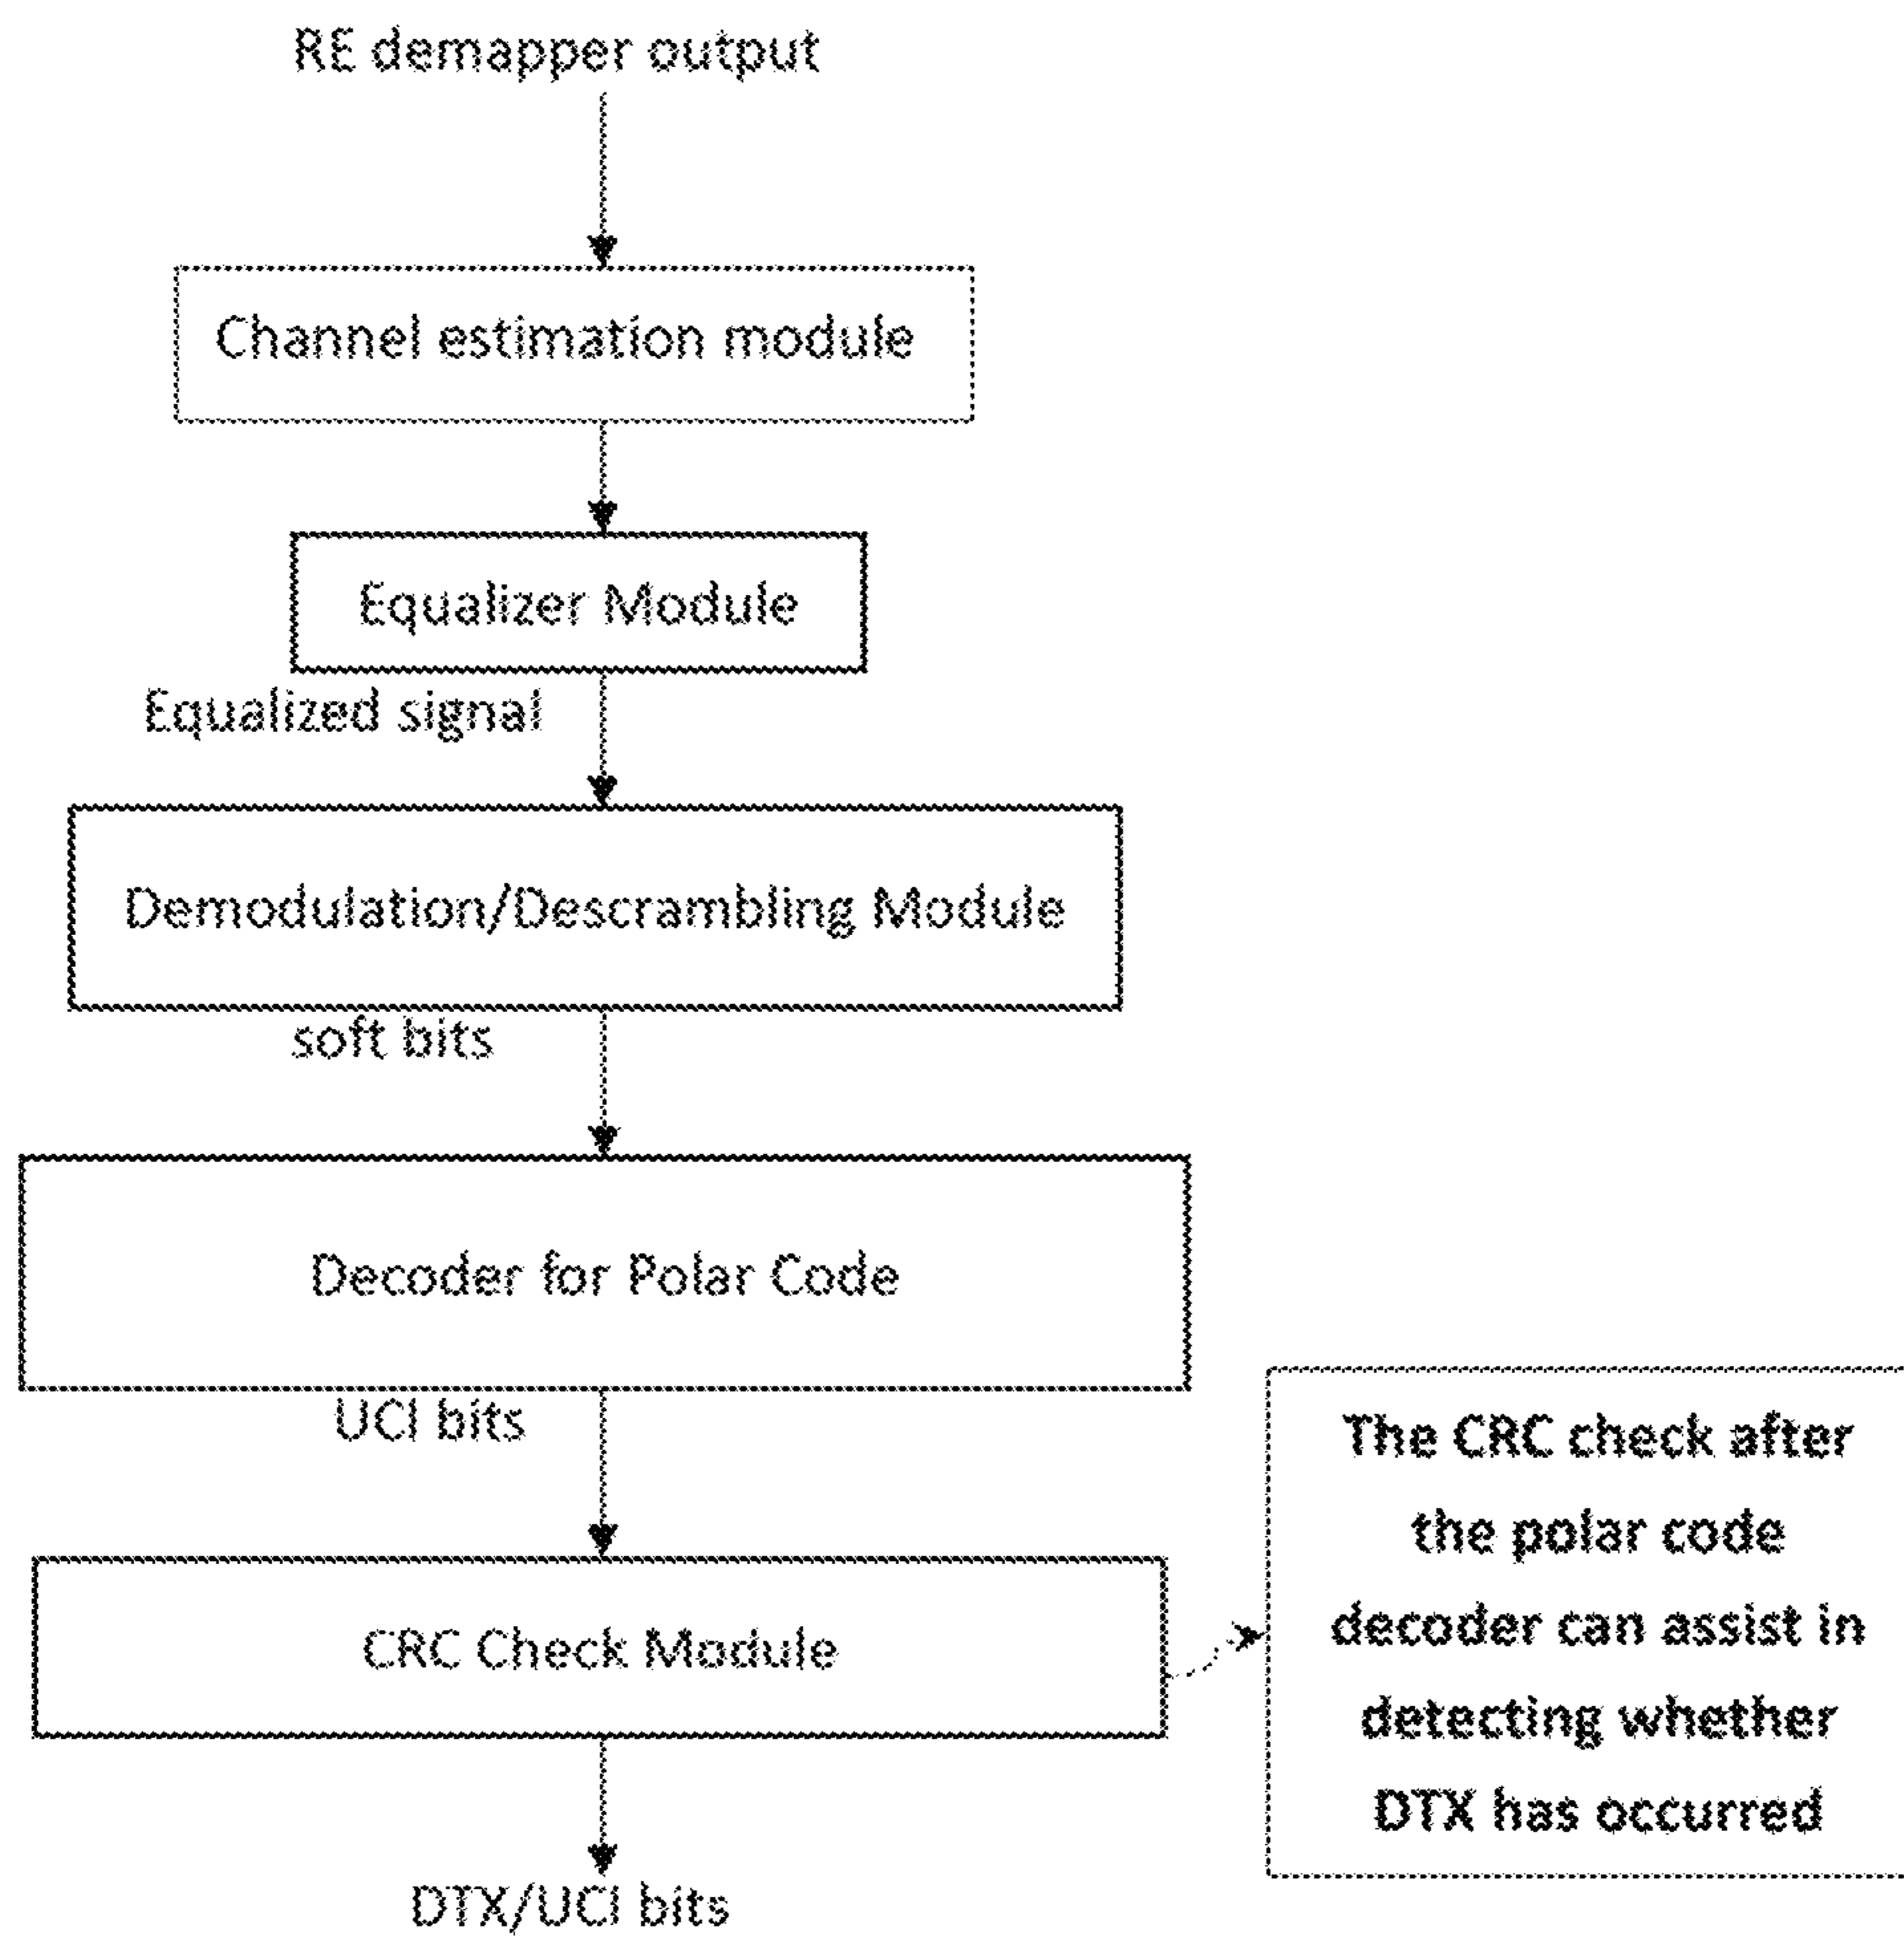 RE demapper output
Channel estimation module
Equalizer Module
Equalized signal
Demodulation/Descrambling Module
soft bits
Decoder for Polar Code
UCI bits
CRC Check Module
The CRC check after
the polar code
decoder can assist in
detecting whether
DTX has occurred
DTX/UCI bits